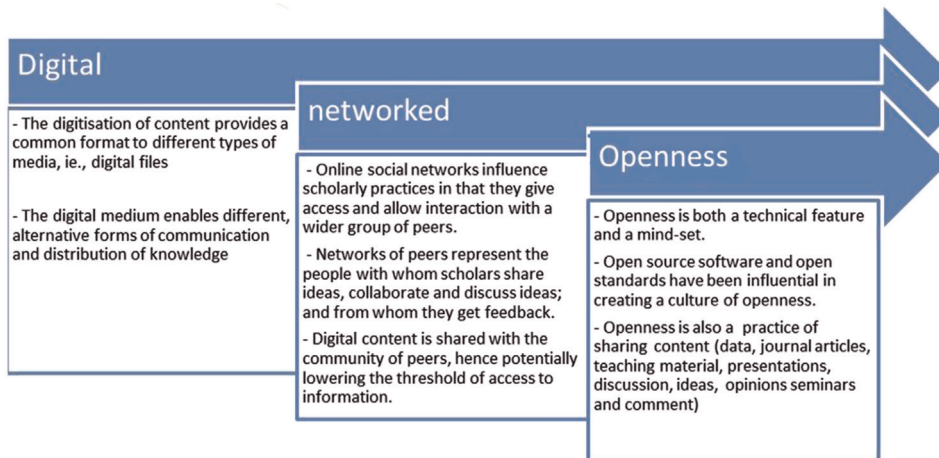 Digital
- The digitisation of content provides a
common format to different types of
media, ie., digital files
- The digital medium enables different,
alternative forms of communication
and distribution of knowledge
networked
- Online social networks influence
scholarly practices in that they give
access and allow interaction with a
wider group of peers.
- Networks of peers represent the
people with whom scholars share
ideas, collaborate and discuss ideas;
and from whom they get feedback.
- Digital content is shared with the
community of peers, hence potentially
lowering the threshold of access to
information.
Openness
- Openness is both a technical feature
and a mind-set.
- Open source software and open
standards have been influential in
creating a culture of openness.
- Openness is also a  practice of
sharing content (data, journal articles,
teaching material, presentations,
discussion, ideas,  opinions seminars
and comment)